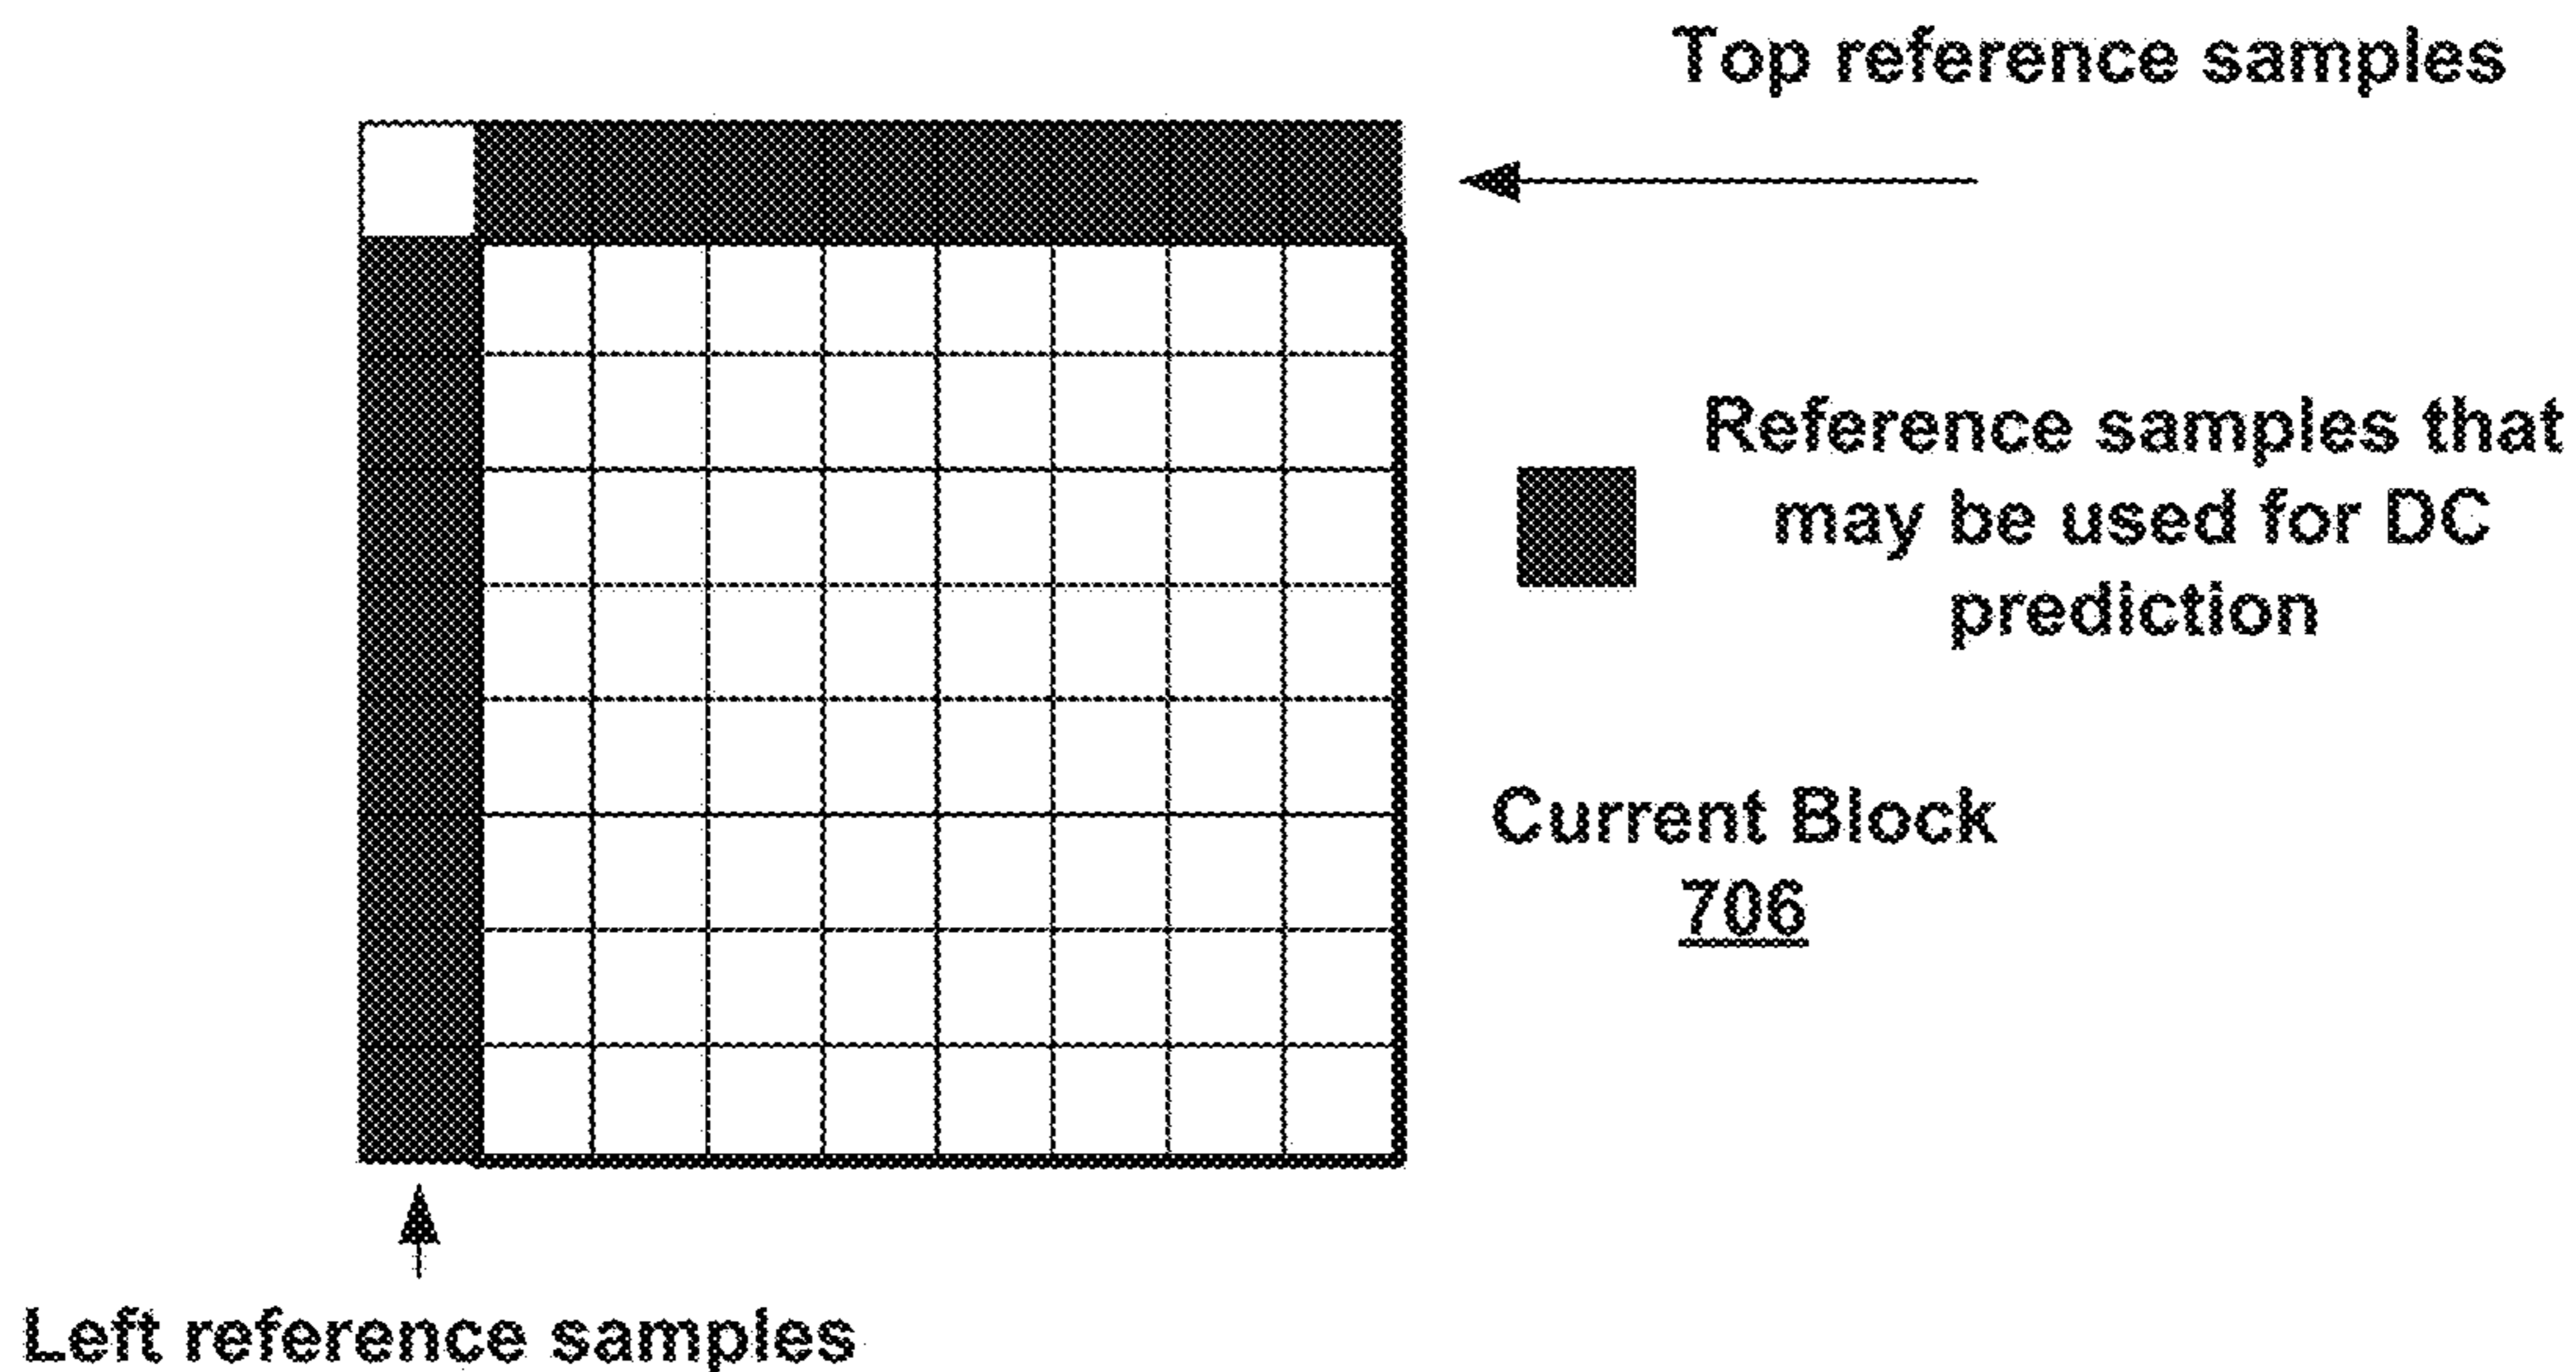 Top reference samples
Reference samples that
may be used for DC
prediction
Current Block
706
Left reference samples